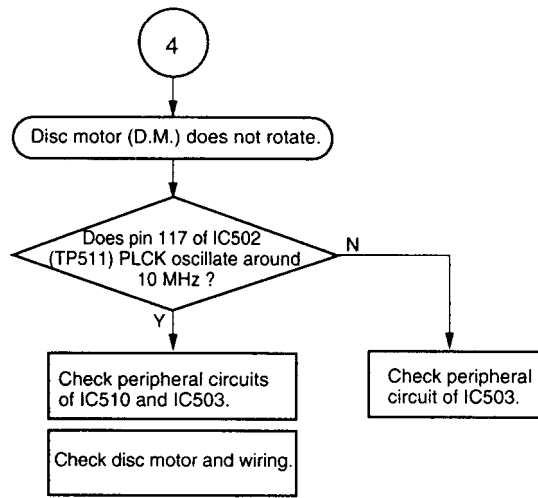 4
Disc motor (D.M.) does not rotate.
Does pin 117 of IC502
(TP511) PLCK oscillate around
10 MHz ?
N
Y
Check peripheral circuits
of IC510 and IC503.
Check peripheral
circuit of IC503.
Check disc motor and wiring.